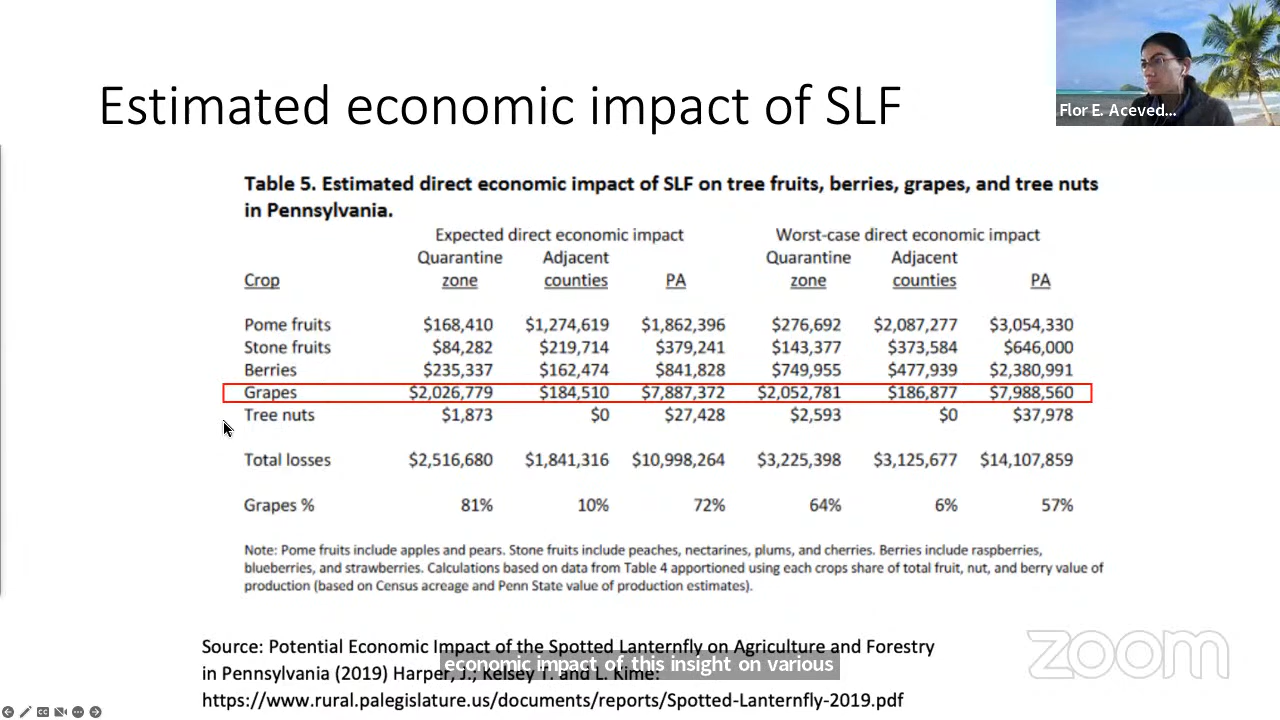 Estimated economic impact of SLF
Flor E. Aceved...
Table 5. Estimated direct economic impact of SLF on tree fruits, berries, grapes, and tree nuts
in Pennsylvania.
Expected direct economic impact Worst-case direct economic impact
Quarantine Adjacent Quarantine Adjacent
Crop zone counties PA zone counties PA
Pome fruits $168,410 $1,274,619 $1,862,396 $276,692 $2,087,277 $3,054,330
Stone fruits $84,282 $219,714 $379,241 $143,377 $373,584 $646,000
Berries $235,337 $162,474 $841,828 $749,955 $477,939 $2,380,991
Grapes $2,026,779 $184,510 $7,887,372 $2,052,781 $186,877 $7,988,560
Tree nuts $1,873 $0 $27,428 $2,593 $0 $37,978
Total losses $2,516,680 $1,841,316 $10,998,264 $3,225,398 $3,125,677 $14,107,859
Grapes % 81% 10% 72% 64% 6% 57%
Note: Pome fruits include apples and pears. Stone fruits include peaches, nectarines, plums, and cherries. Berries include raspberries,
blueberries, and strawberries. Calculations based on data from Table 4 apportioned using each crops share of total fruit, nut, and berry value of
production (based on Census acreage and Penn State value of production estimates).
Source: Potential Economic Impact of the Spotted Lanternfly on Agriculture and Forestry
in Pennsylvania (2019) Harper, J.; Kelsey T. and L. Kime:
economic impact of this insight on various
https://www.rural.palegislature.us/documents/reports/Spotted-Lanternfly-2019.pdf
zoom